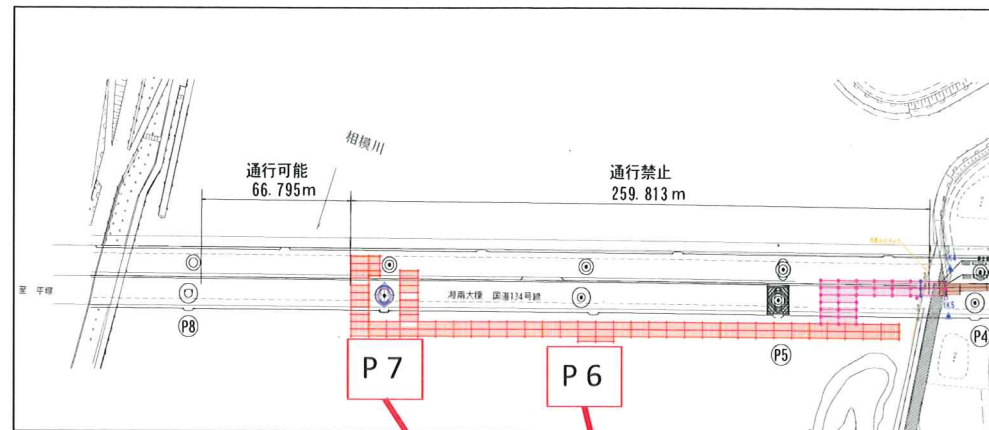 相模川
通行可能
66.795m
通行禁止
259.813m
至 平塚
湘南大橋 国道134号線
P8
P7
P6
P5
P4